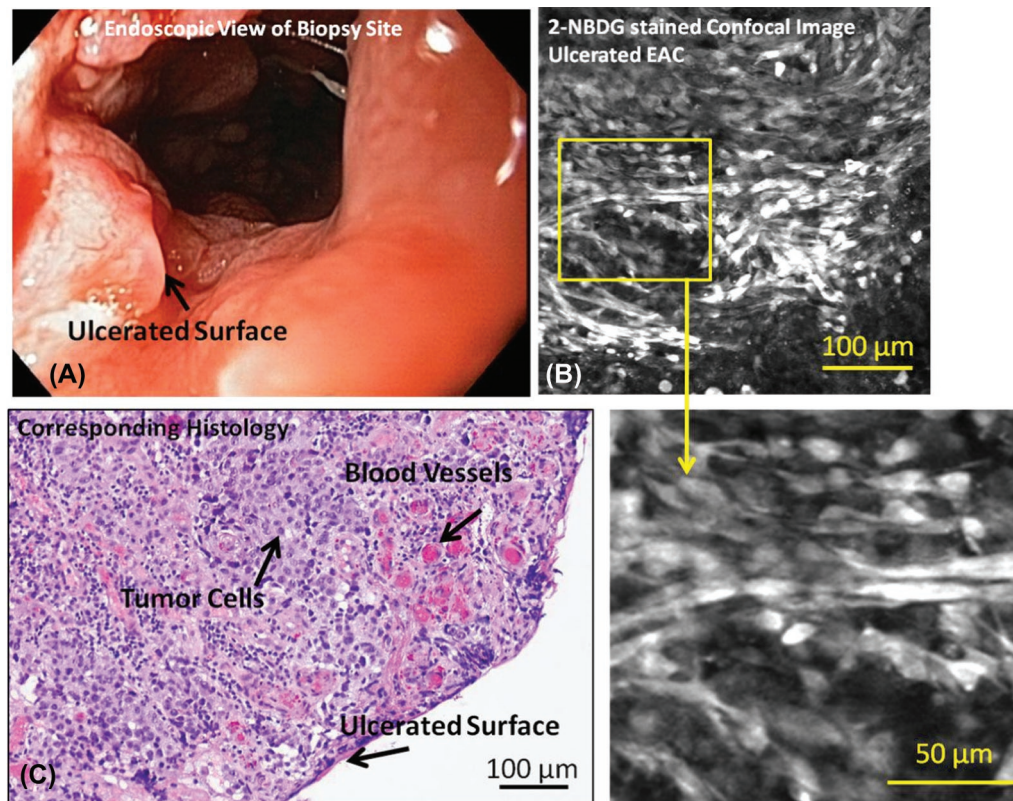 Endoscopic View of Biopsy Site
Ulcerated Surface
(A)
2-NBDG stained Confocal Image
Ulcerated EAC
100 µm
(B)
Corresponding Histology
Blood Vessels
Tumor Cells
Ulcerated Surface
100 µm
(C)
50 µm